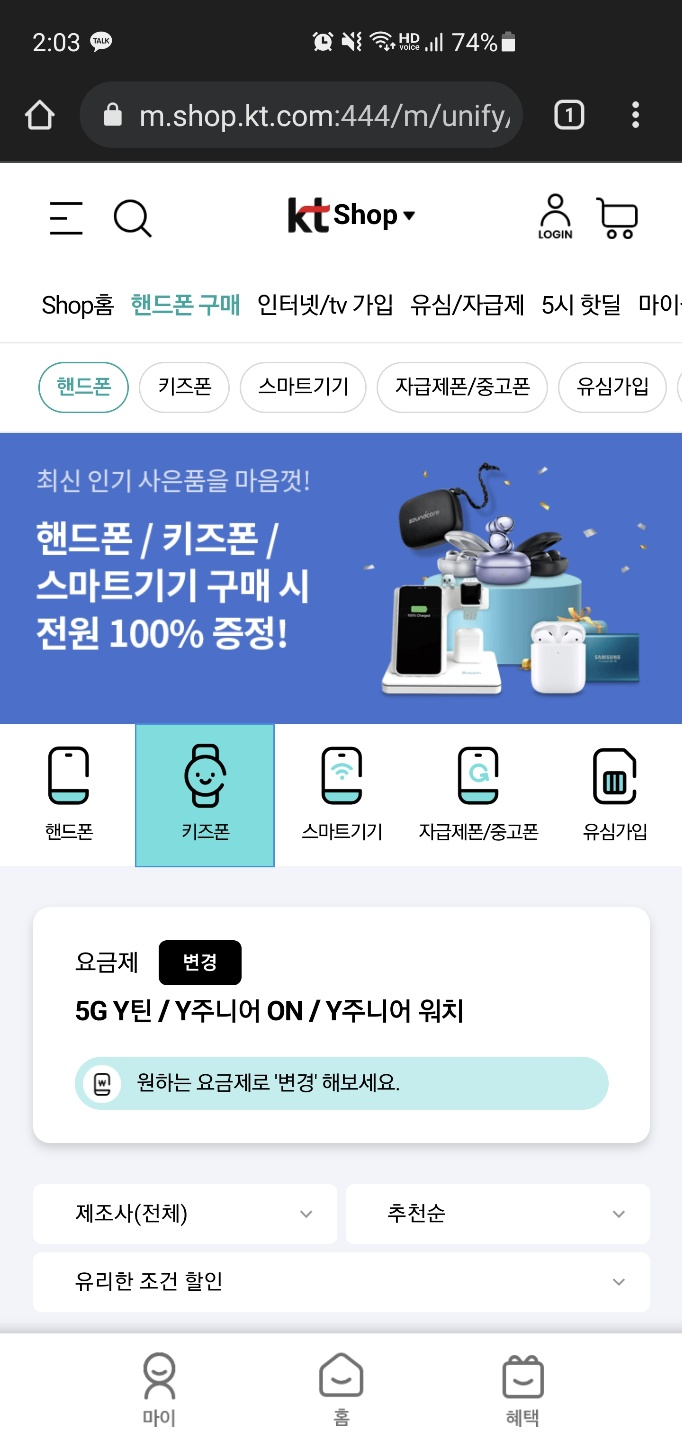 2:03 TALK HD voice 74%
m.shop.kt.com:444/m/unify/
1
kt Shop
LOGIN
Shop홈 핸드폰 구매 인터넷/tv 가입 유심/자급제 5시 핫딜 마이
핸드폰 키즈폰 스마트기기 자급제폰/중고폰 유심가입
최신 인기 사은품을 마음껏!
핸드폰 / 키즈폰 /
스마트기기 구매 시
전원 100% 증정!
soundcore
100% Charged
SAMSUNG
핸드폰 키즈폰 스마트기기 자급제폰/중고폰 유심가입
요금제 변경
5G Y틴 / Y주니어 ON / Y주니어 워치
원하는 요금제로 '변경' 해보세요.
제조사(전체) 추천순
유리한 조건 할인
마이 홈 혜택